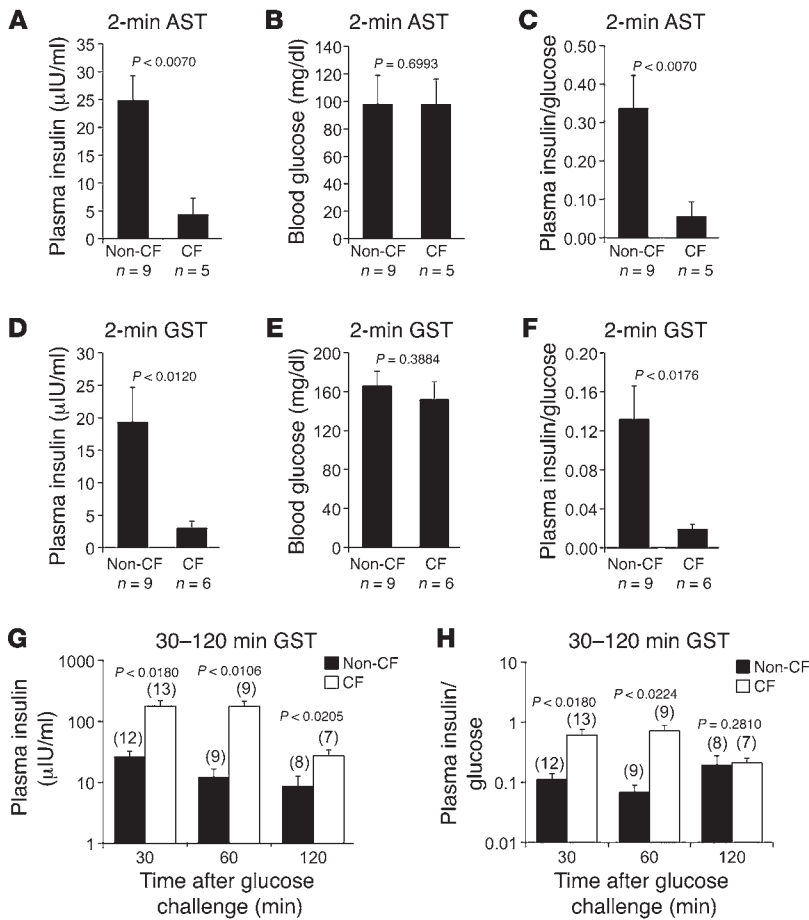 A 2-min AST
Plasma insulin (µIU/ml)
35
30
25
20
15
10
5
0
P < 0.0070
Non-CF CF
n = 9 n = 5
B 2-min AST
Blood glucose (mg/dl)
140
120
100
80
60
40
20
0
P = 0.6993
Non-CF CF
n = 9 n = 5
C 2-min AST
Plasma insulin/glucose
0.50
0.40
0.30
0.20
0.10
0.00
P < 0.0070
Non-CF CF
n = 9 n = 5
D 2-min GST
Plasma insulin (µIU/ml)
30
25
20
15
10
5
0
P < 0.0120
Non-CF CF
n = 9 n = 6
E 2-min GST
Blood glucose (mg/dl)
200
160
120
80
40
0
P = 0.3884
Non-CF CF
n = 9 n = 6
F 2-min GST
Plasma insulin/glucose
0.20
0.16
0.12
0.08
0.04
0.00
P < 0.0176
Non-CF CF
n = 9 n = 6
G 30–120 min GST
Plasma insulin
(µIU/ml)
1000
100
10
1
Non-CF
CF
P < 0.0180 P < 0.0106
P < 0.0205
(12) (13) (9) (9) (8) (7)
30 60 120
Time after glucose
challenge (min)
H 30–120 min GST
Plasma insulin/
glucose
10
1
0.1
0.01
Non-CF
CF
P < 0.0180 P < 0.0224
P = 0.2810
(12) (13) (9) (9) (8) (7)
30 60 120
Time after glucose
challenge (min)